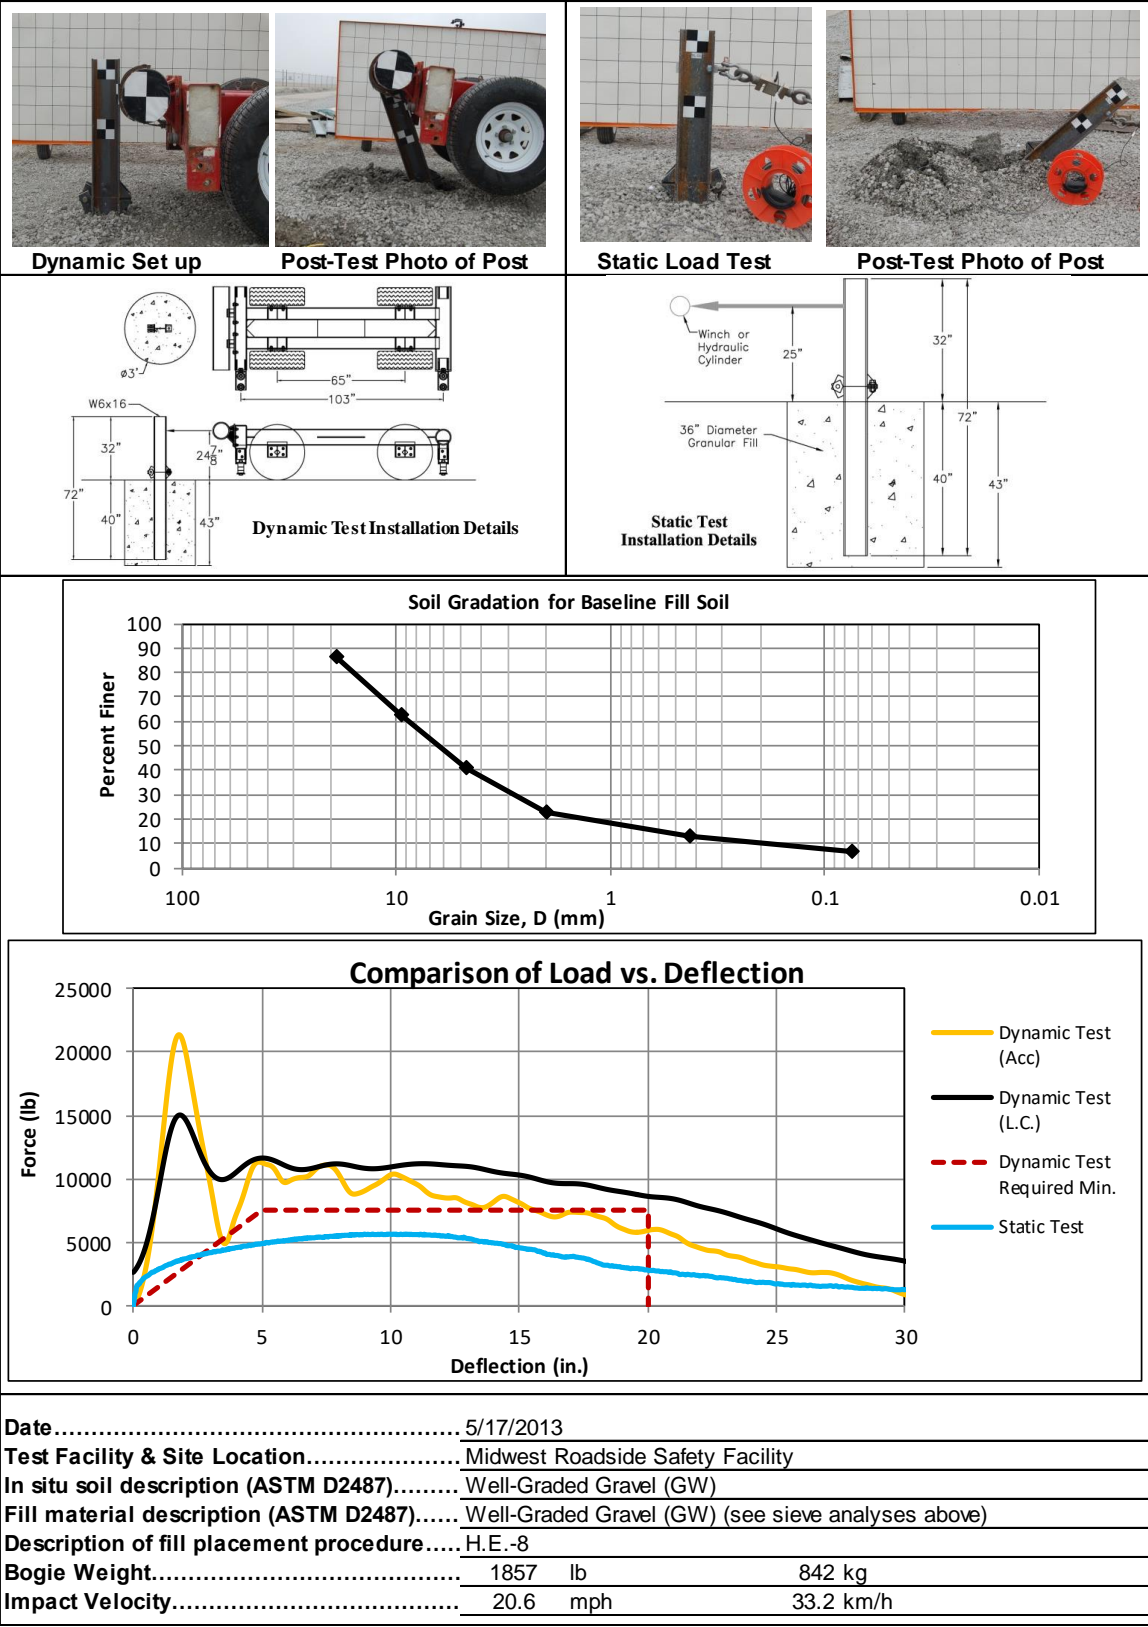 Dynamic Set up
Post-Test Photo of Post
Static Load Test
Post-Test Photo of Post
ø3'
65"
103"
W6x16
32"
24 7/8"
72"
40"
43"
Dynamic Test Installation Details
Winch or
Hydraulic
Cylinder
25"
32"
36" Diameter
Granular Fill
72"
40"
43"
Static Test
Installation Details
Soil Gradation for Baseline Fill Soil
Percent Finer
100
90
80
70
60
50
40
30
20
10
0
100 10 1 0.1 0.01
Grain Size, D (mm)
Comparison of Load vs. Deflection
Force (lb)
25000
20000
15000
10000
5000
0
0 5 10 15 20 25 30
Deflection (in.)
Dynamic Test
(Acc)
Dynamic Test
(L.C.)
Dynamic Test
Required Min.
Static Test
Date.................................................... 5/17/2013
Test Facility & Site Location.................... Midwest Roadside Safety Facility
In situ soil description (ASTM D2487)......... Well-Graded Gravel (GW)
Fill material description (ASTM D2487)...... Well-Graded Gravel (GW) (see sieve analyses above)
Description of fill placement procedure..... H.E.-8
Bogie Weight....................................... 1857 lb 842 kg
Impact Velocity..................................... 20.6 mph 33.2 km/h